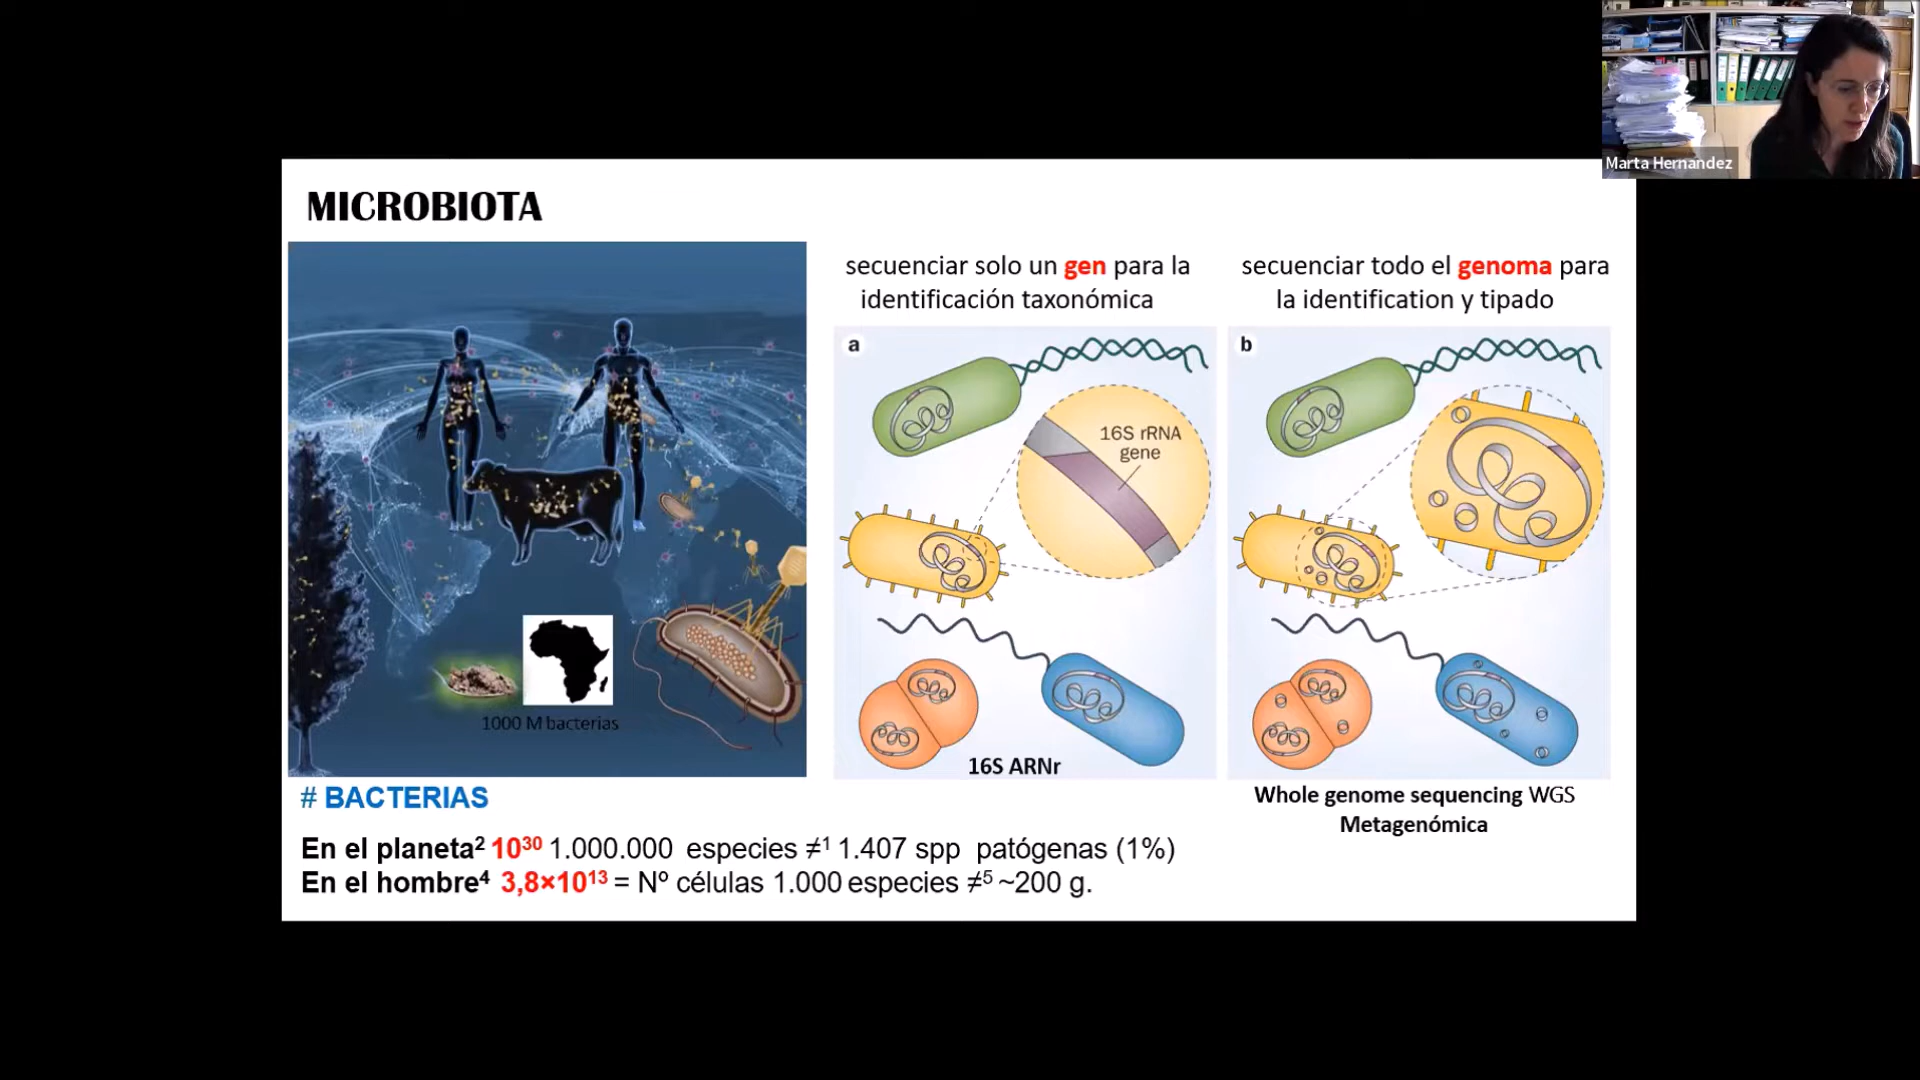 Marta Hernández
MICROBIOTA
1000 M bacterias
secuenciar solo un gen para la
identificación taxonómica
a
16S rRNA
gene
16S ARNr
secuenciar todo el genoma para
la identification y tipado
b
Whole genome sequencing WGS
Metagenómica
# BACTERIAS
En el planeta² 10³⁰ 1.000.000 especies ≠¹ 1.407 spp patógenas (1%)
En el hombre⁴ 3,8×10¹³ = Nº células 1.000 especies ≠⁵ ~200 g.